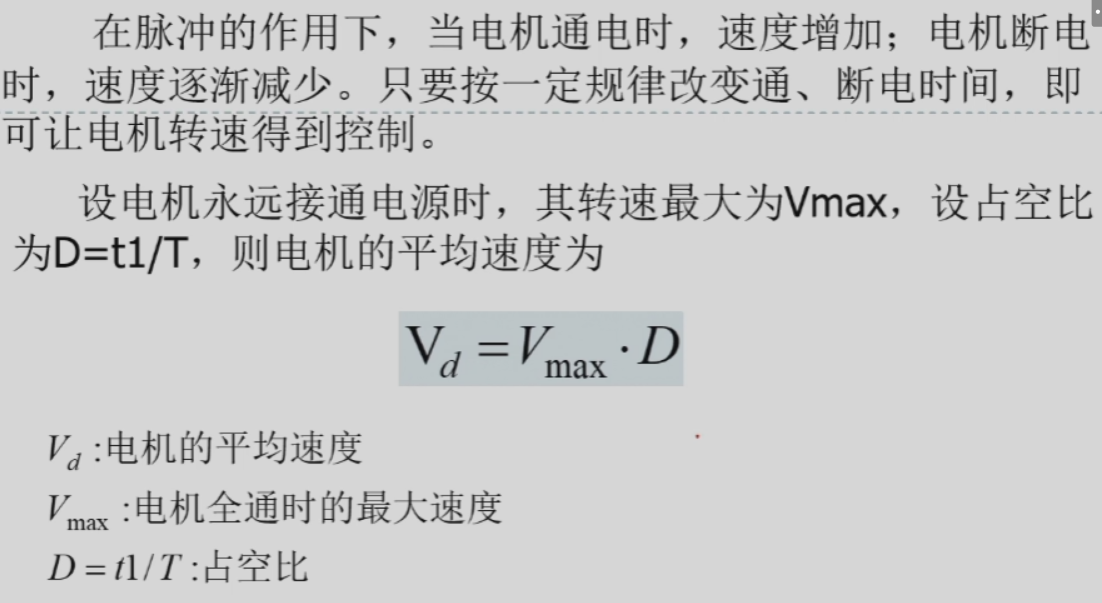 在脉冲的作用下，当电机通电时，速度增加；电机断电
时，速度逐渐减少。只要按一定规律改变通、断电时间，即
可让电机转速得到控制。
设电机永远接通电源时，其转速最大为Vmax，设占空比
为D=t1/T，则电机的平均速度为
V_d = V_max · D
V_d :电机的平均速度
V_max :电机全通时的最大速度
D = t1/T :占空比